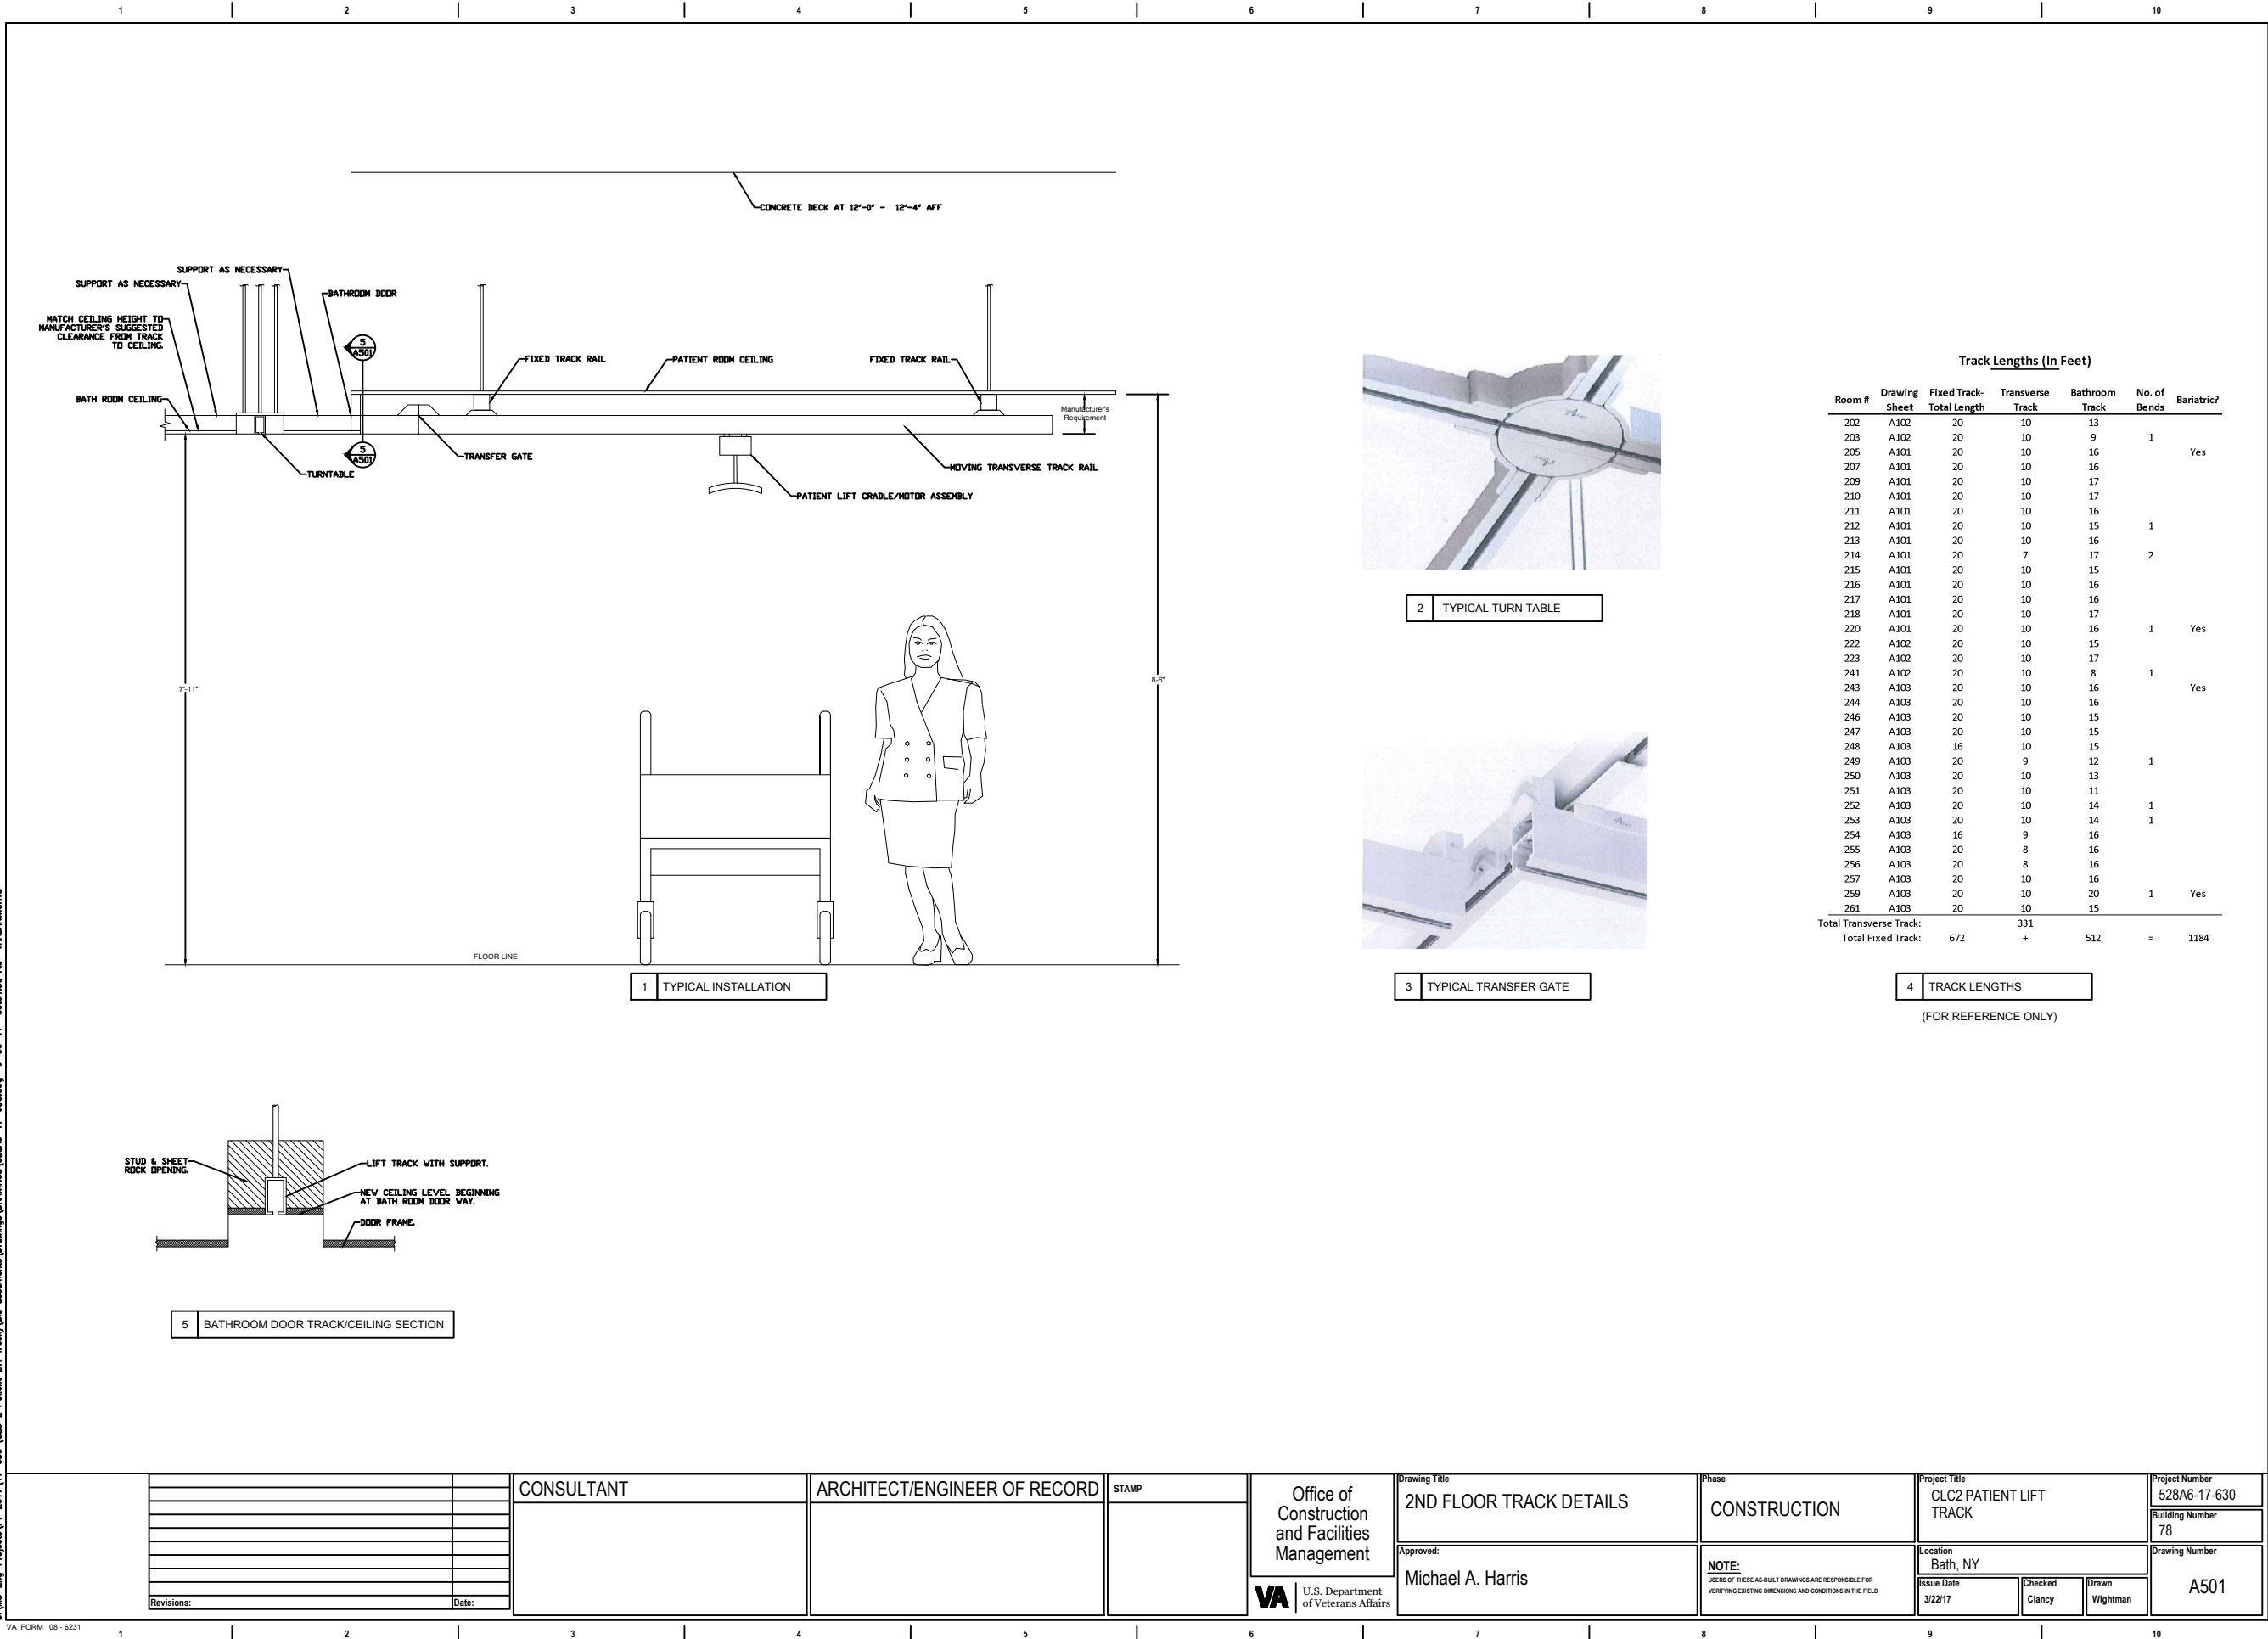 1 2 3 4 5 6 7 8 9 10
CONCRETE DECK AT 12'-0" - 12'-4" AFF
SUPPORT AS NECESSARY
SUPPORT AS NECESSARY
BATHROOM DOOR
MATCH CEILING HEIGHT TO
MANUFACTURER'S SUGGESTED
CLEARANCE FROM TRACK
TO CEILING.
5
A501
FIXED TRACK RAIL
PATIENT ROOM CEILING
FIXED TRACK RAIL
BATH ROOM CEILING
Manufacturer's
Requirement
5
A501
TRANSFER GATE
TURNTABLE
MOVING TRANSVERSE TRACK RAIL
PATIENT LIFT CRADLE/MOTOR ASSEMBLY
7'-11"
8-6"
FLOOR LINE
1 TYPICAL INSTALLATION
2 TYPICAL TURN TABLE
3 TYPICAL TRANSFER GATE
Track Lengths (In Feet)
Room # Drawing Sheet Fixed Track-Total Length Transverse Track Bathroom Track No. of Bends Bariatric?
202 A102 20 10 13
203 A102 20 10 9 1
205 A101 20 10 16 Yes
207 A101 20 10 16
209 A101 20 10 17
210 A101 20 10 17
211 A101 20 10 16
212 A101 20 10 15 1
213 A101 20 10 16
214 A101 20 7 17 2
215 A101 20 10 15
216 A101 20 10 16
217 A101 20 10 16
218 A101 20 10 17
220 A101 20 10 16 1 Yes
222 A102 20 10 15
223 A102 20 10 17
241 A102 20 10 8 1
243 A103 20 10 16 Yes
244 A103 20 10 16
246 A103 20 10 15
247 A103 20 10 15
248 A103 16 10 15
249 A103 20 9 12 1
250 A103 20 10 13
251 A103 20 10 11
252 A103 20 10 14 1
253 A103 20 10 14 1
254 A103 16 9 16
255 A103 20 8 16
256 A103 20 8 16
257 A103 20 10 16
259 A103 20 10 20 1 Yes
261 A103 20 10 15
Total Transverse Track: 331
Total Fixed Track: 672 + 512 = 1184
4 TRACK LENGTHS
(FOR REFERENCE ONLY)
STUD & SHEET
ROCK OPENING.
LIFT TRACK WITH SUPPORT.
NEW CEILING LEVEL BEGINNING
AT BATH ROOM DOOR WAY.
DOOR FRAME.
5 BATHROOM DOOR TRACK/CEILING SECTION
Revisions: Date:
CONSULTANT
ARCHITECT/ENGINEER OF RECORD
STAMP
Office of
Construction
and Facilities
Management
VA U.S. Department
of Veterans Affairs
Drawing Title
2ND FLOOR TRACK DETAILS
Approved:
Michael A. Harris
Phase
CONSTRUCTION
NOTE:
USERS OF THESE AS-BUILT DRAWINGS ARE RESPONSIBLE FOR
VERIFYING EXISTING DIMENSIONS AND CONDITIONS IN THE FIELD
Project Title
CLC2 PATIENT LIFT
TRACK
Location
Bath, NY
Issue Date
3/22/17
Checked
Clancy
Drawn
Wightman
Project Number
528A6-17-630
Building Number
78
Drawing Number
A501
VA FORM 08 - 6231
1 2 3 4 5 6 7 8 9 10